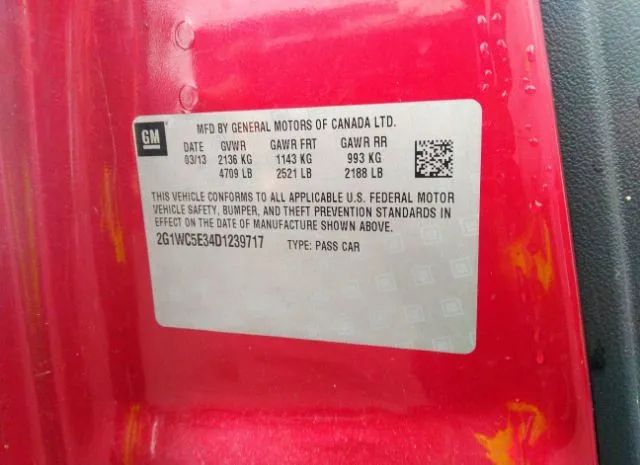 GM
MFD BY GENERAL MOTORS OF CANADA LTD.
DATE GVWR GAWR FRT GAWR RR
03/13 2136 KG 1143 KG 993 KG
4709 LB 2521 LB 2188 LB
THIS VEHICLE CONFORMS TO ALL APPLICABLE U.S. FEDERAL MOTOR
VEHICLE SAFETY, BUMPER, AND THEFT PREVENTION STANDARDS IN
EFFECT ON THE DATE OF MANUFACTURE SHOWN ABOVE.
2G1WC5E34D1239717 TYPE: PASS CAR